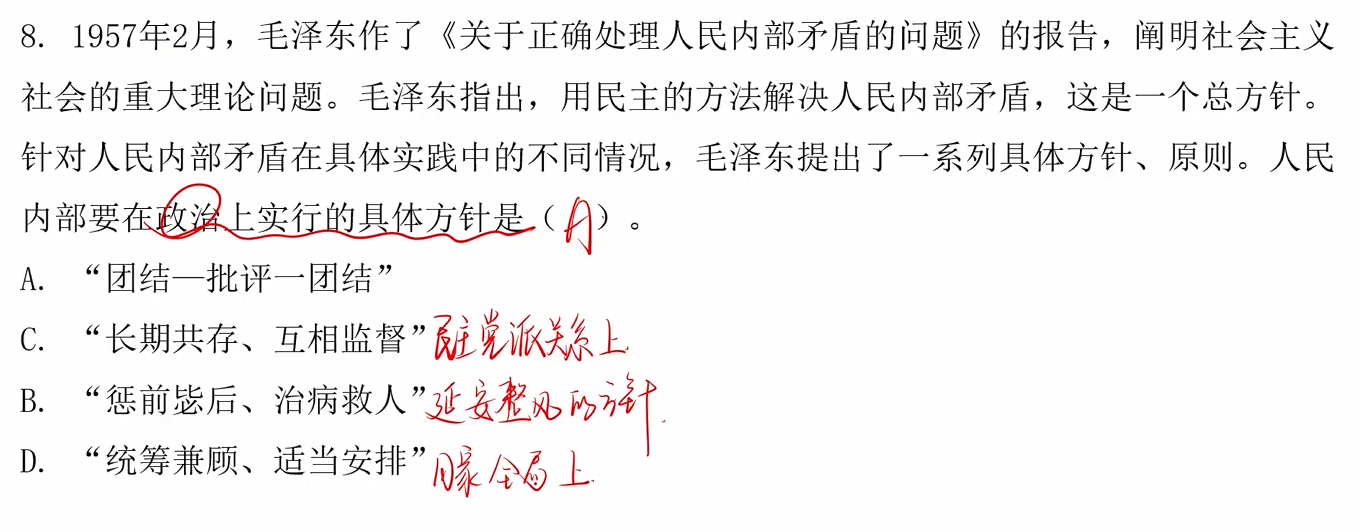 8. 1957年2月，毛泽东作了《关于正确处理人民内部矛盾的问题》的报告，阐明社会主义
社会的重大理论问题。毛泽东指出，用民主的方法解决人民内部矛盾，这是一个总方针。
针对人民内部矛盾在具体实践中的不同情况，毛泽东提出了一系列具体方针、原则。人民
内部要在政治上实行的具体方针是（A）。
A. “团结—批评一团结”
C. “长期共存、互相监督”民主党派关系上
B. “惩前毖后、治病救人”延安整风的方针.
D. “统筹兼顾、适当安排”国家全局上.